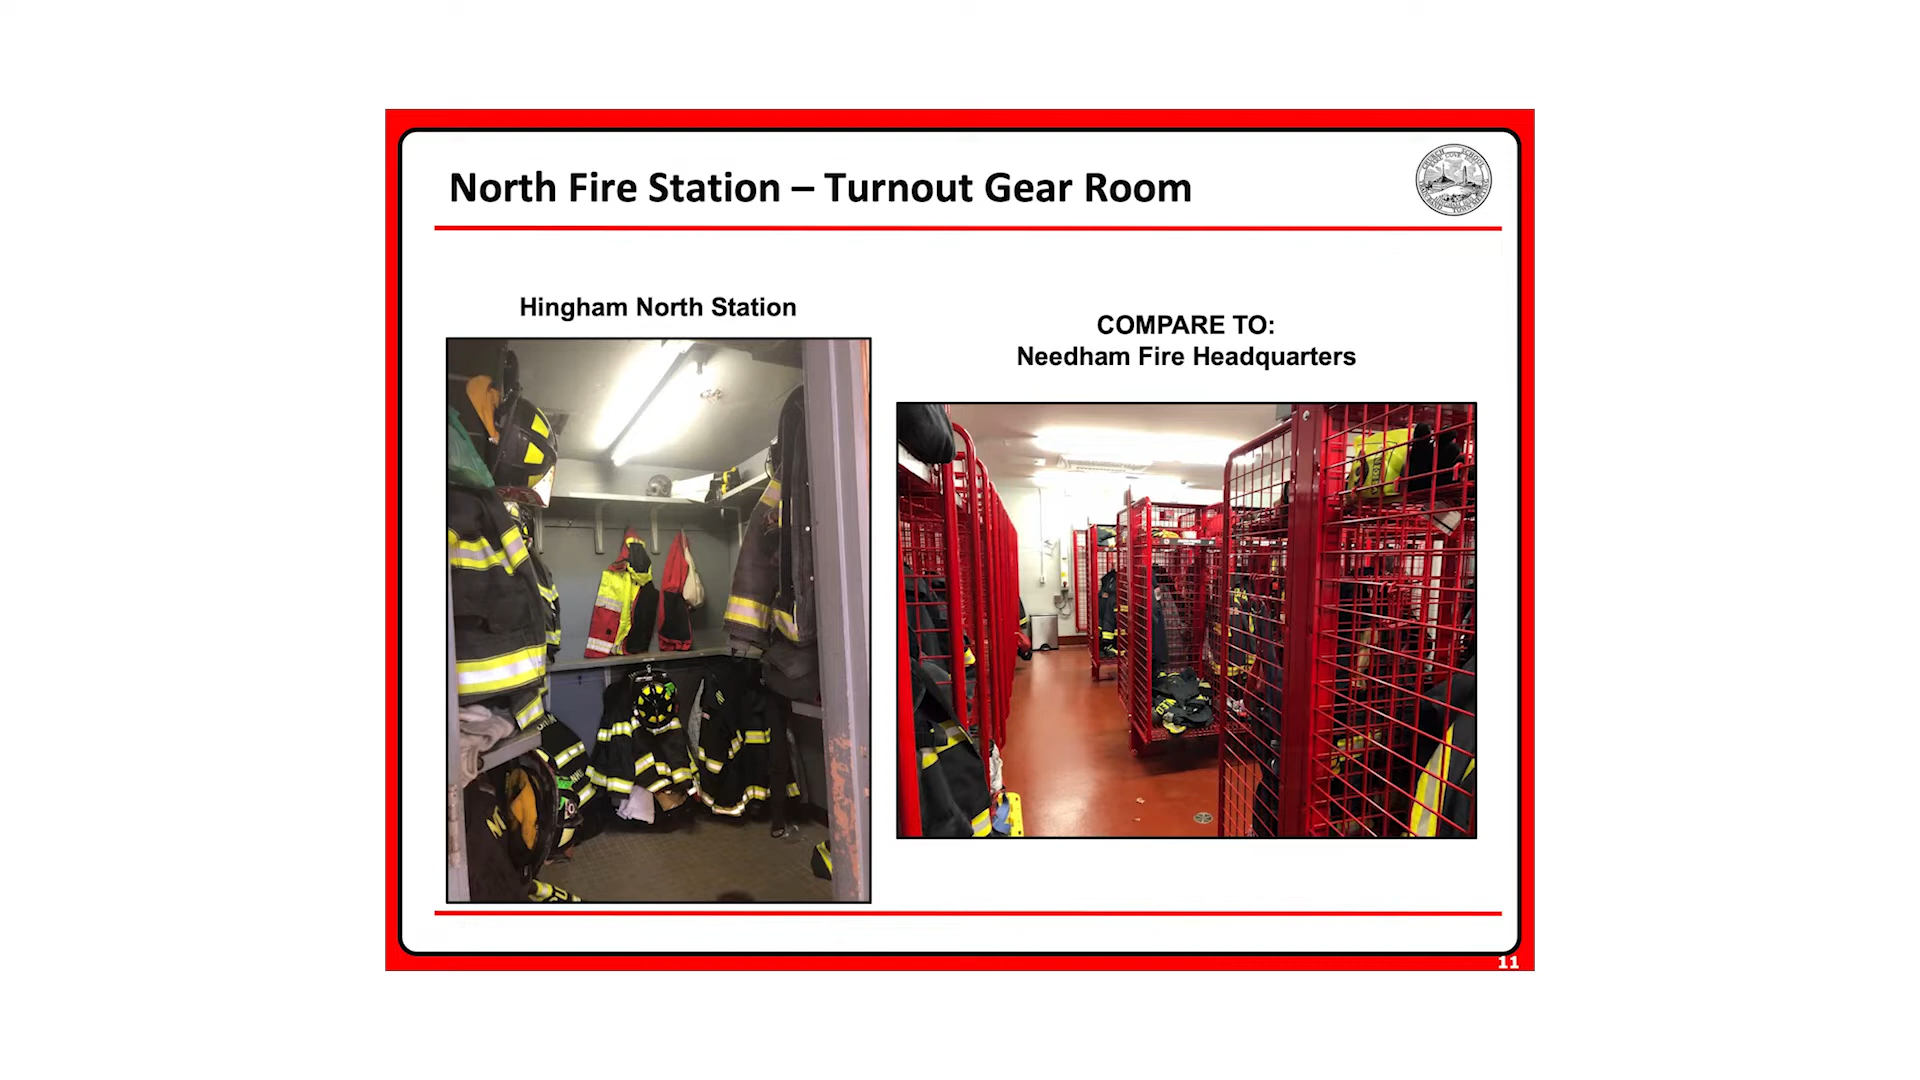 North Fire Station – Turnout Gear Room
Hingham North Station
COMPARE TO:
Needham Fire Headquarters
11